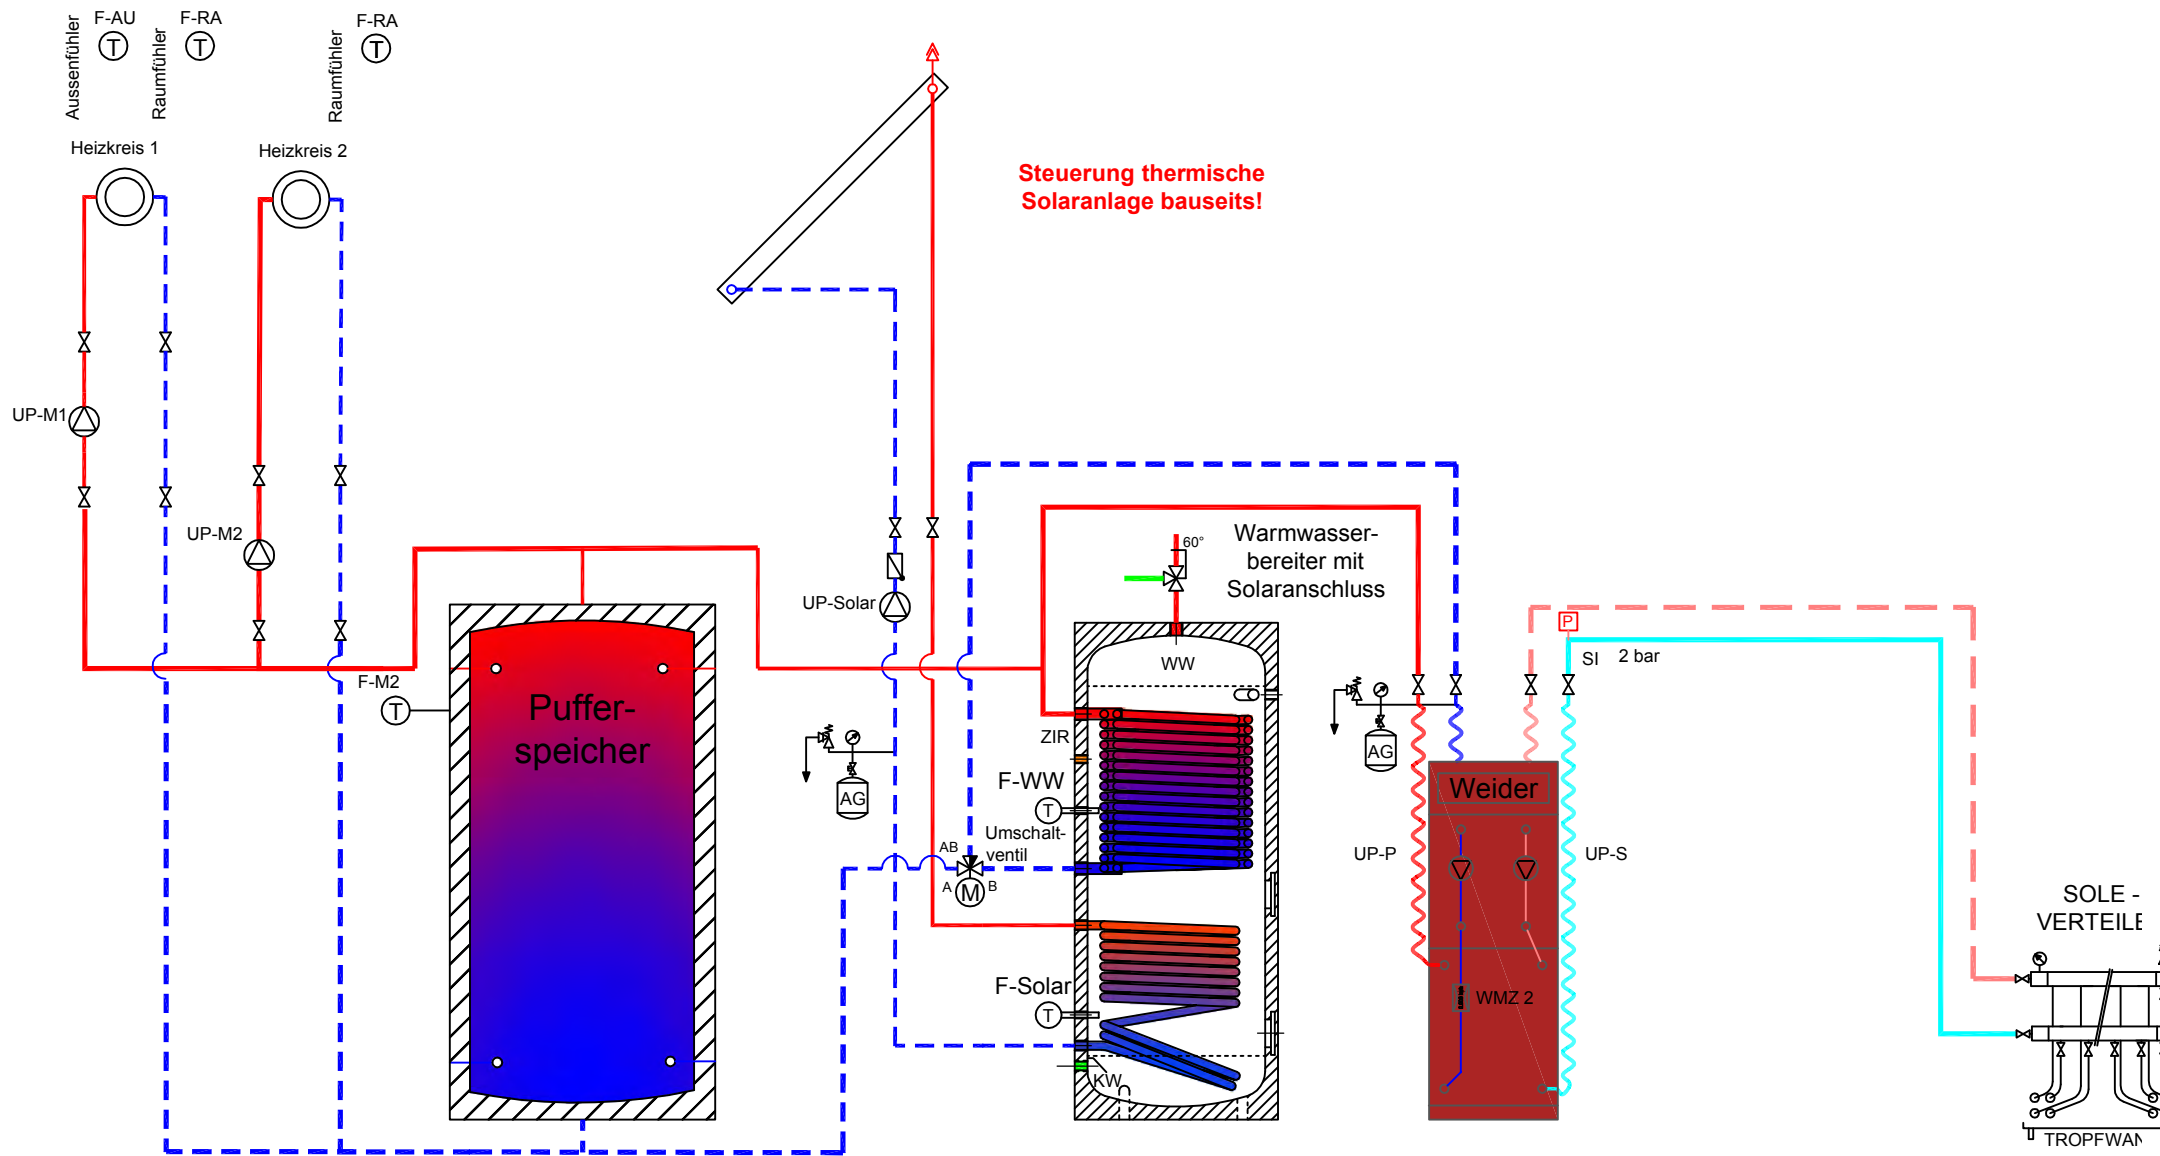 F-AU
F-RA
F-RA
Aussenfühler
Raumfühler
Raumfühler
T
T
T
Heizkreis 1
Heizkreis 2
Steuerung thermische
Solaranlage bauseits!
UP-M1
UP-M2
UP-Solar
60°
Warmwasser-
bereiter mit
Solaranschluss
WW
P
SI
2 bar
F-M2
T
Puffer-
speicher
ZIR
AG
AG
F-WW
T
Weider
Umschalt-
ventil
AB
A
M
B
UP-P
UP-S
F-Solar
T
WMZ 2
KW
SOLE -
VERTEILE
TROPFWAN